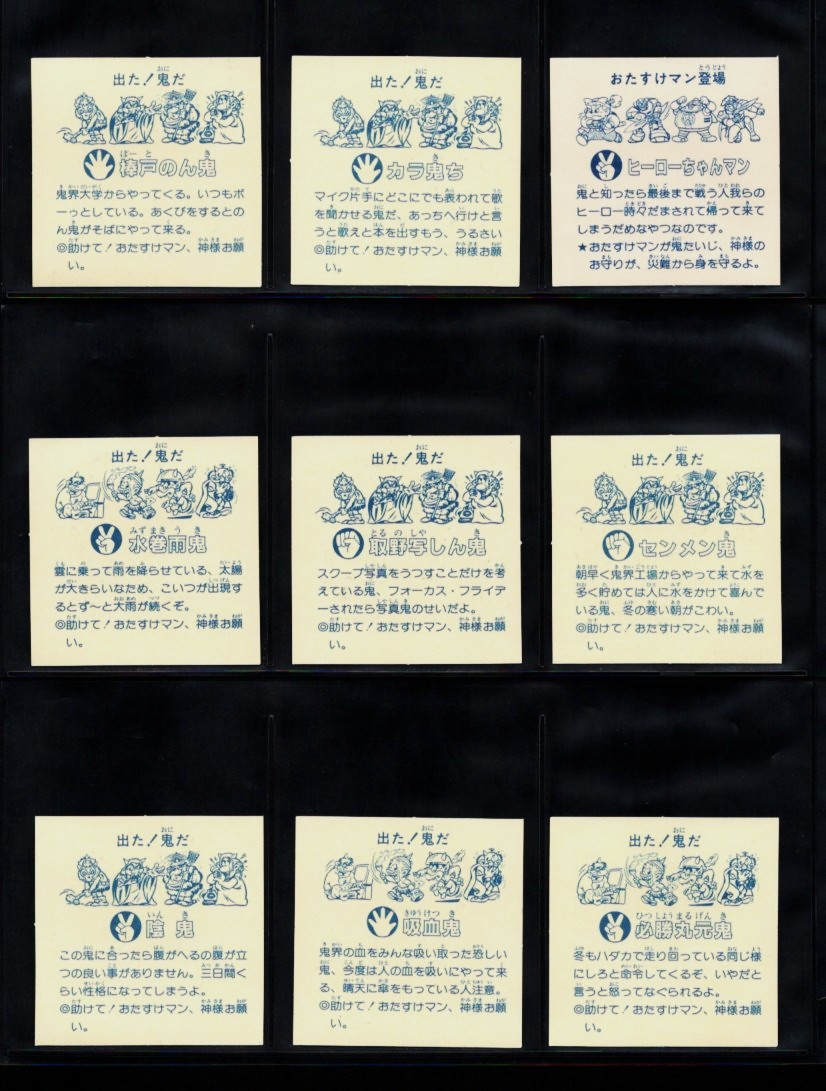 出た！鬼だ
棒戸のん鬼
鬼界大学からやってくる。いつもボ
ーッとしている。あくびをするとの
ん鬼がそばにやって来る。
◎助けて！おたすけマン、神様お願
い。
出た！鬼だ
カラ鬼ち
マイク片手にどこにでも表われて歌
を聞かせる鬼だ、あっちへ行けと言
うと歌えと本を出すもう、うるさい
◎助けて！おたすけマン、神様お願
い。
おたすけマン登場
ヒーローちゃんマン
鬼と知ったら最後まで戦う人我らの
ヒーロー時々だまされて帰って来て
しまうだめなやつなのです。
★おたすけマンが鬼たいじ、神様の
お守りが、災難から身を守るよ。
出た！鬼だ
水巻雨鬼
雲に乗って雨を降らせている、太陽
が大きらいなため、こいつが出現す
るとず〜と大雨が続くぞ。
◎助けて！おたすけマン、神様お願
い。
出た！鬼だ
取野写しん鬼
スクープ写真をうつすことだけを考
えている鬼、フォーカス・フライデ
ーされたら写真鬼のせいだよ。
◎助けて！おたすけマン、神様お願
い。
出た！鬼だ
センメン鬼
朝早く鬼界工場からやって来て水を
多く貯めては人に水をかけて喜んで
いる鬼、冬の寒い朝がこわい。
◎助けて！おたすけマン、神様お願
い。
出た！鬼だ
陰鬼
この鬼に合ったら腹がへるの腹が立
つの良い事がありません。三日間く
らい性格になってしまうよ。
◎助けて！おたすけマン、神様お願
い。
出た！鬼だ
吸血鬼
鬼界の血をみんな吸い取った恐しい
鬼、今度は人の血を吸いにやって来
る、晴天に傘をもっている人注意。
◎助けて！おたすけマン、神様お願
い。
出た！鬼だ
必勝丸元鬼
冬もハダカで走り回っている同じ様
にしろと命令してくるぞ、いやだと
言うと怒ってなぐられるよ。
◎助けて！おたすけマン、神様お願
い。